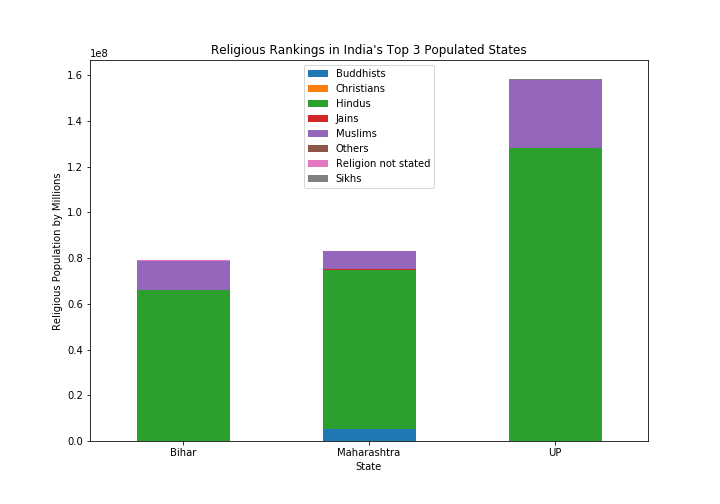 Religious Rankings in India's Top 3 Populated States
1e8
Buddhists
Christians
Hindus
Jains
Muslims
Others
Religion not stated
Sikhs
Religious Population by Millions
1.6
1.4
1.2
1.0
0.8
0.6
0.4
0.2
0.0
Bihar
Maharashtra
UP
State